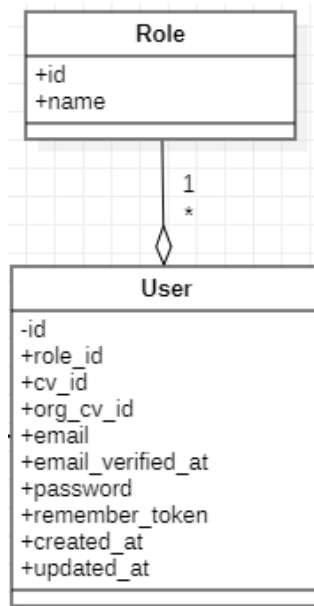 Role
+id
+name
1
*
User
-id
+role_id
+cv_id
+org_cv_id
+email
+email_verified_at
+password
+remember_token
+created_at
+updated_at